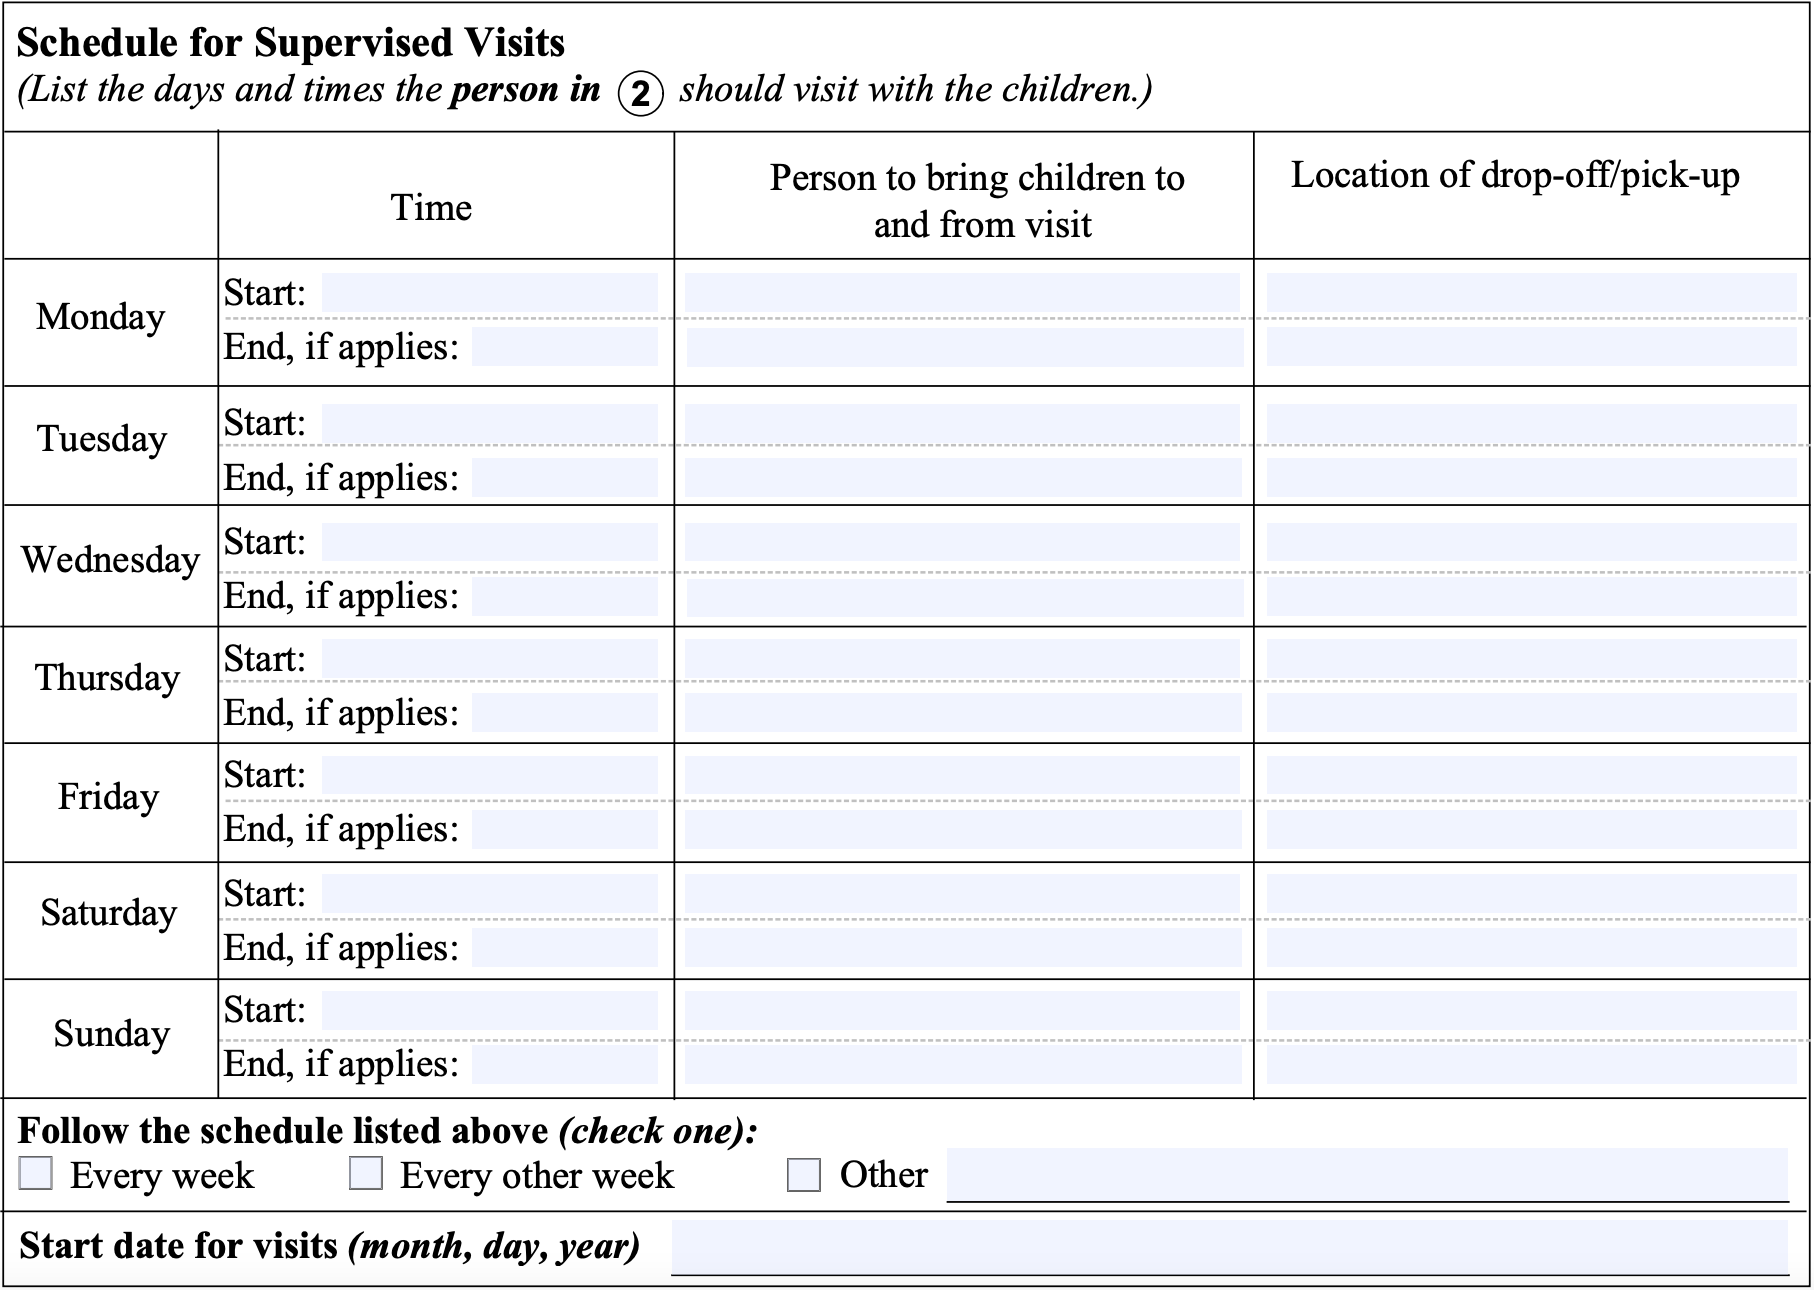 Schedule for Supervised Visits
(List the days and times the person in 2 should visit with the children.)
Time
Person to bring children to
and from visit
Location of drop-off/pick-up
Monday
Start:
End, if applies:
Tuesday
Start:
End, if applies:
Wednesday
Start:
End, if applies:
Thursday
Start:
End, if applies:
Friday
Start:
End, if applies:
Saturday
Start:
End, if applies:
Sunday
Start:
End, if applies:
Follow the schedule listed above (check one):
Every week Every other week Other
Start date for visits (month, day, year)